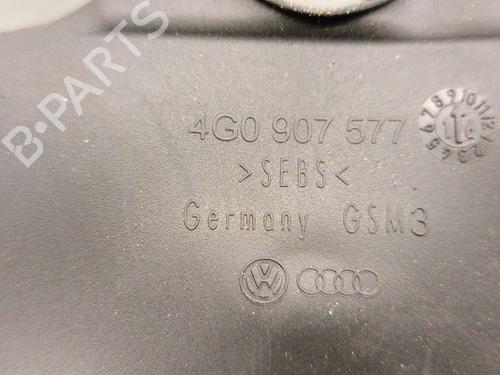 B-PARTS
4G0 907 577
>SEBS<
Germany GSM3